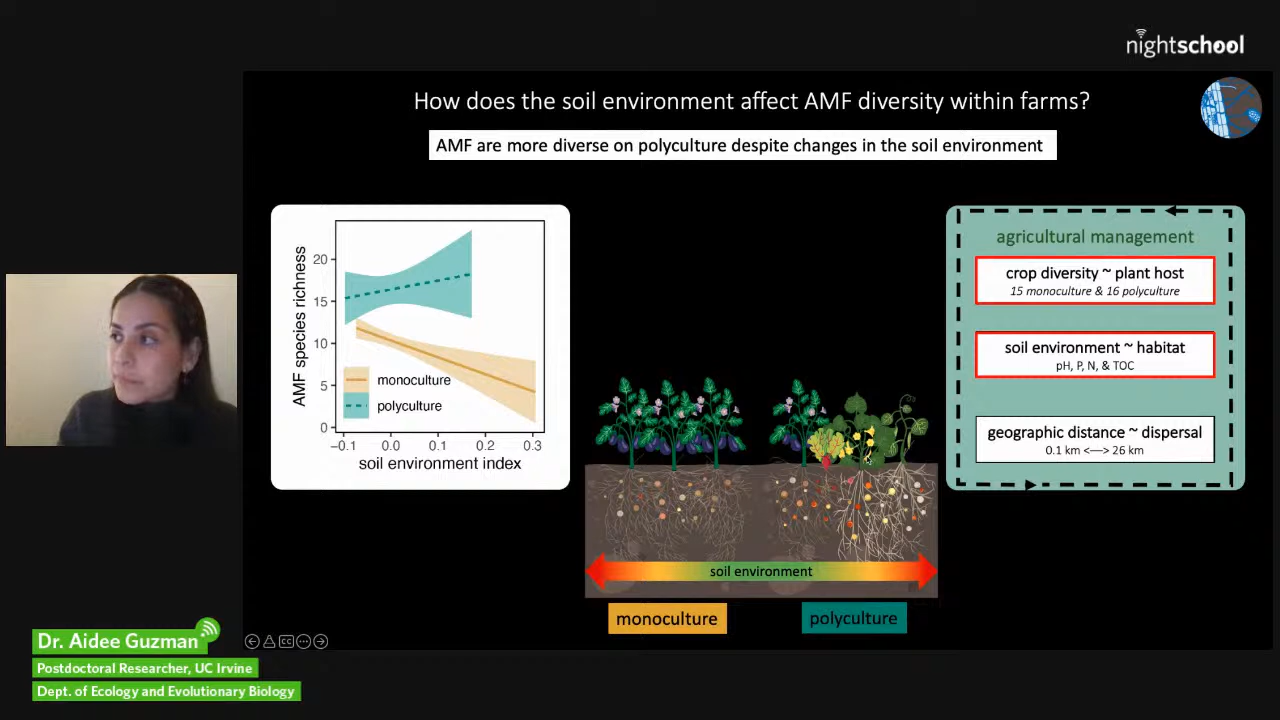 nightschool
How does the soil environment affect AMF diversity within farms?
AMF are more diverse on polyculture despite changes in the soil environment
AMF species richness
20
15
10
5
0
monoculture
polyculture
−0.1
0.0
0.1
0.2
0.3
soil environment index
agricultural management
crop diversity ~ plant host
15 monoculture & 16 polyculture
soil environment ~ habitat
pH, P, N, & TOC
geographic distance ~ dispersal
0.1 km <—> 26 km
soil environment
monoculture
polyculture
Dr. Aidee Guzman
Postdoctoral Researcher, UC Irvine
Dept. of Ecology and Evolutionary Biology
CC